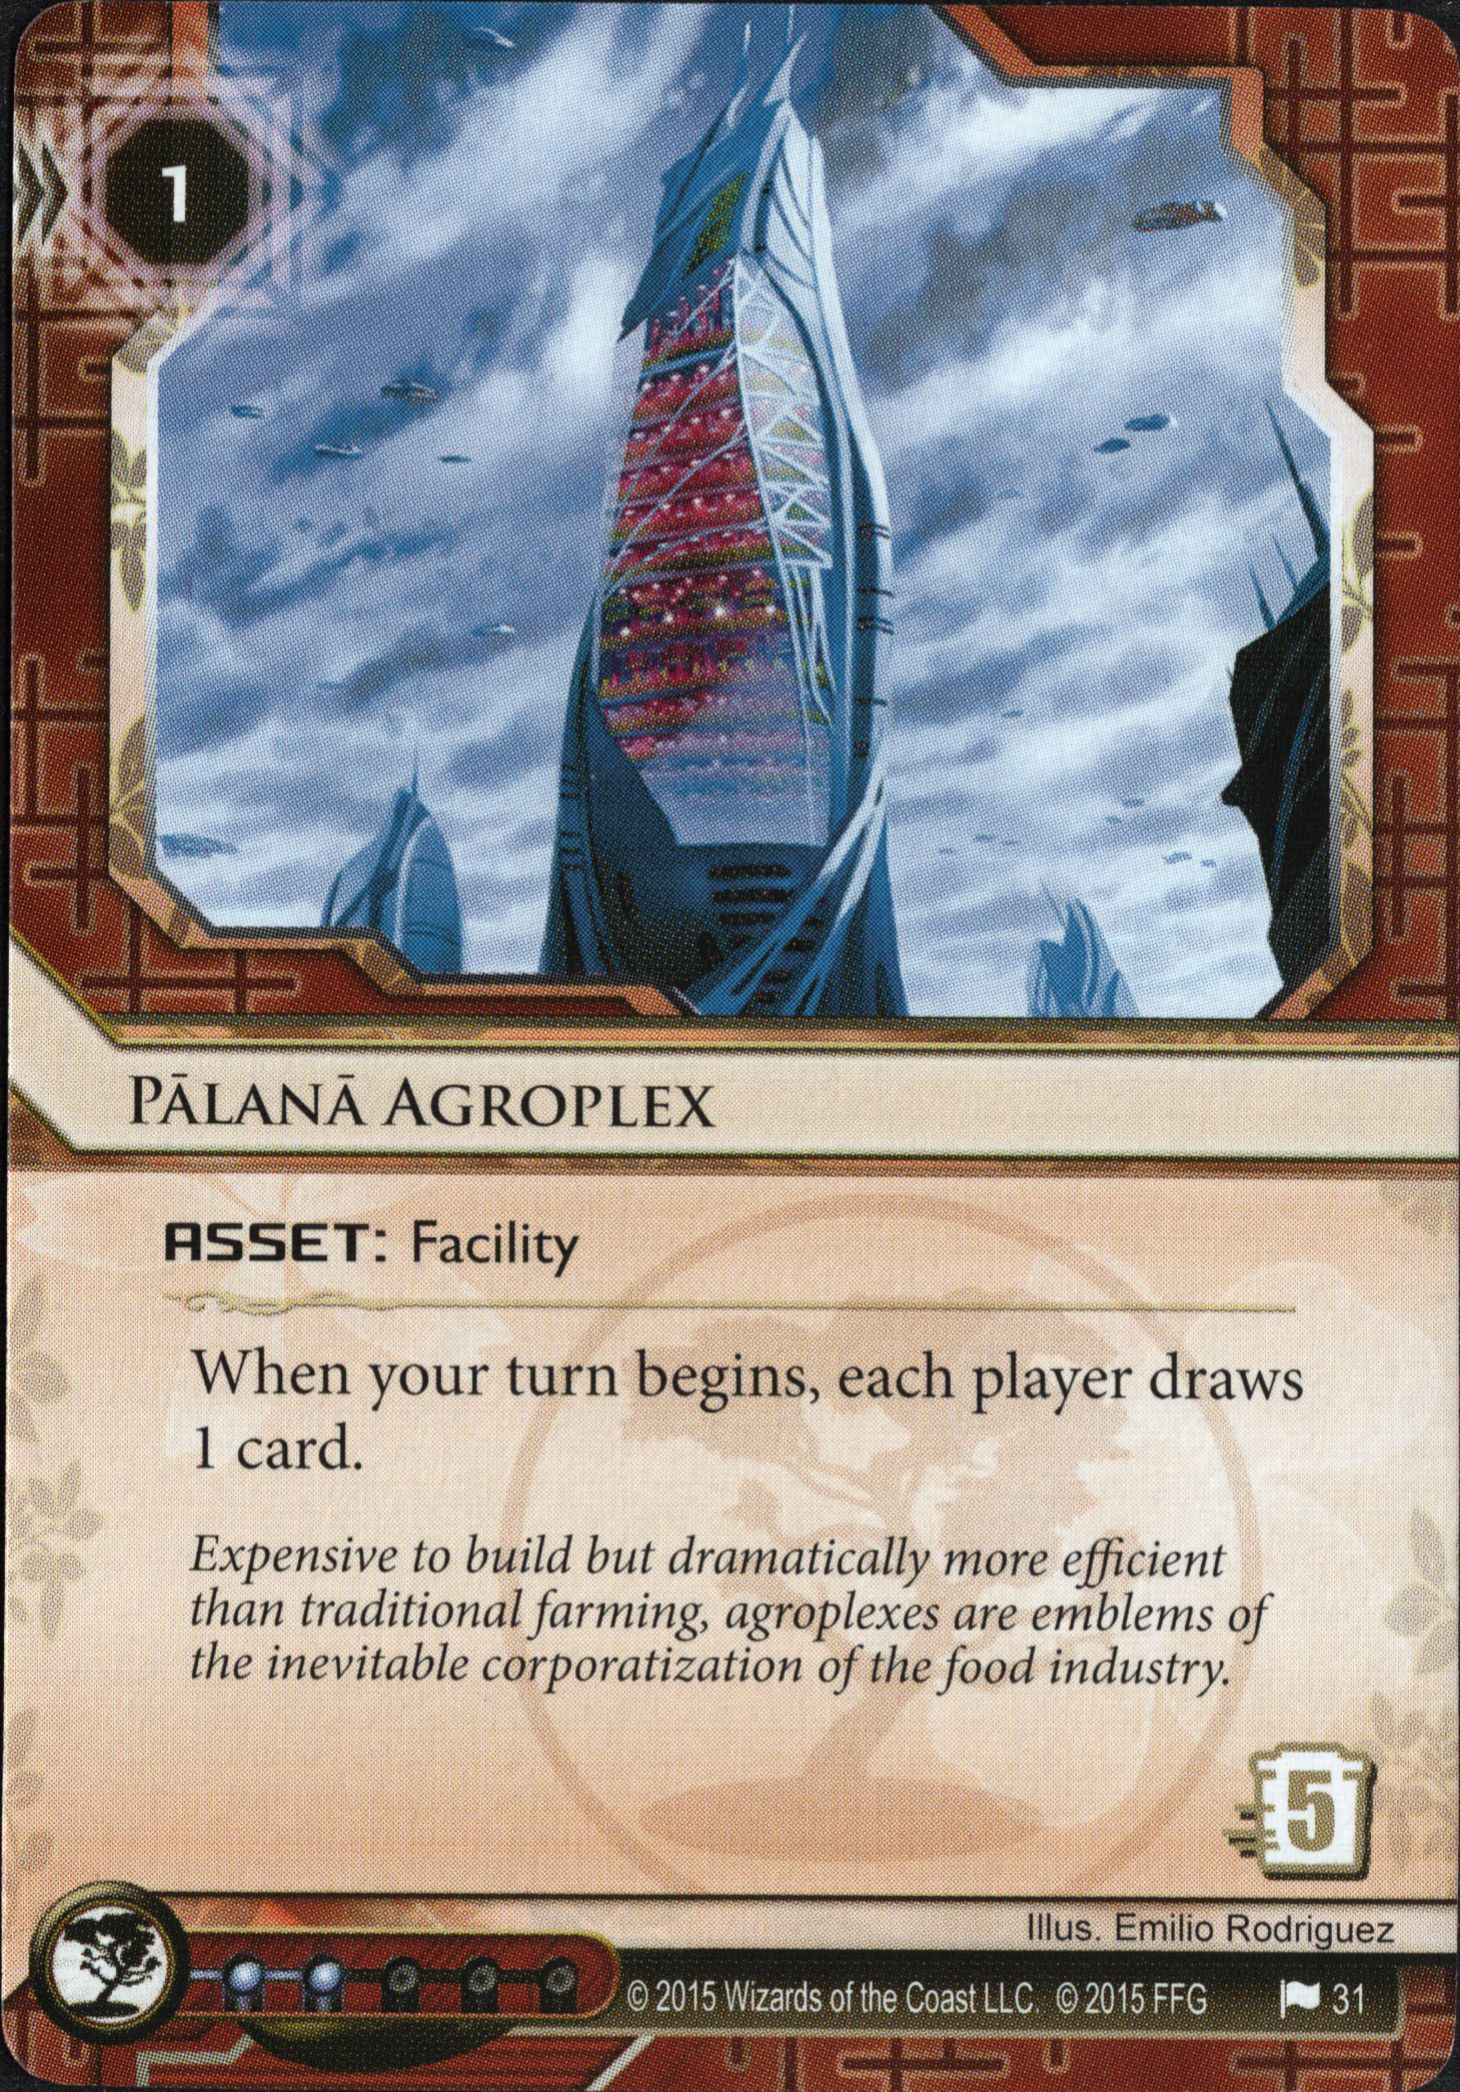 1
PĀLANĀ AGROPLEX
ASSET: Facility
When your turn begins, each player draws
1 card.
Expensive to build but dramatically more efficient
than traditional farming, agroplexes are emblems of
the inevitable corporatization of the food industry.
5
Illus. Emilio Rodriguez
© 2015 Wizards of the Coast LLC. © 2015 FFG 31